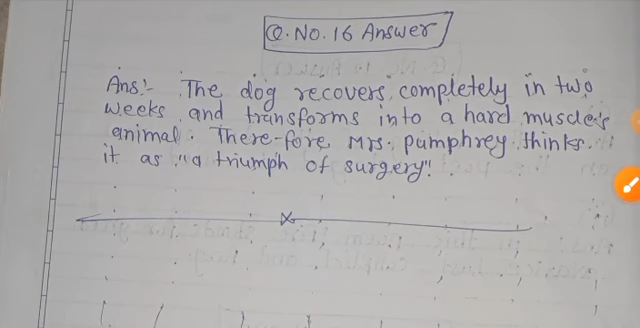 Q. No. 16 Answer
Ans:- The dog recovers completely in two
weeks and transforms into a hard muscles
animal. There-fore Mrs. pumphrey thinks
it as "a triumph of surgery".